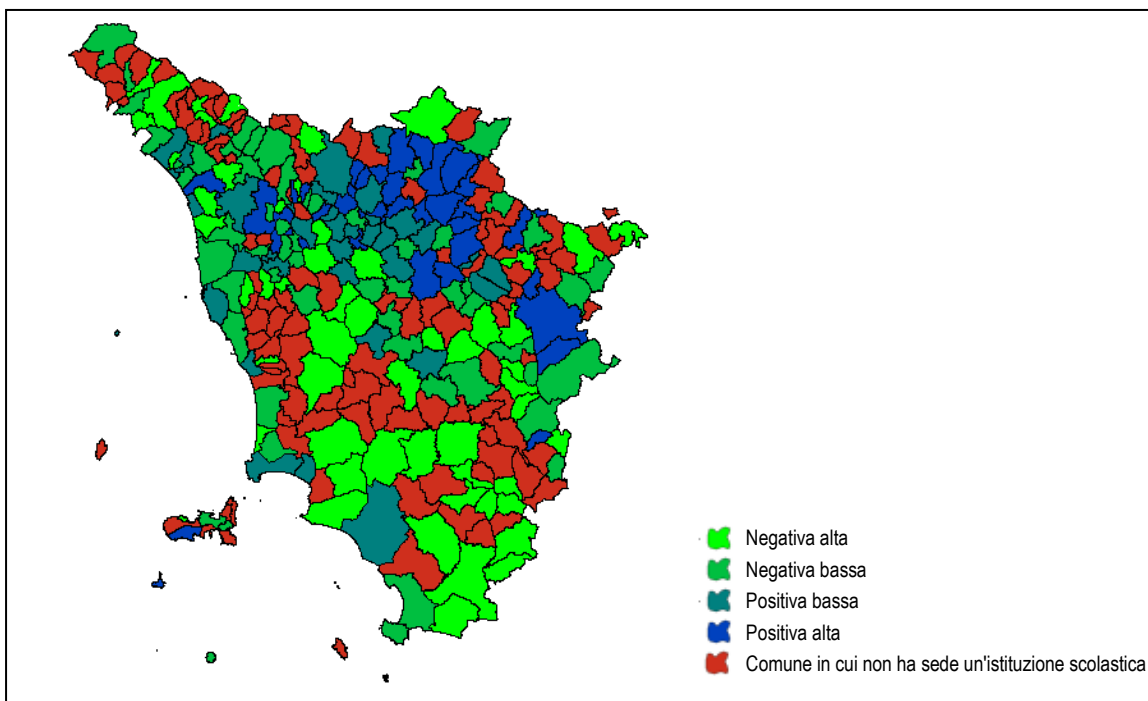 Negativa alta
Negativa bassa
Positiva bassa
Positiva alta
Comune in cui non ha sede un'istituzione scolastica